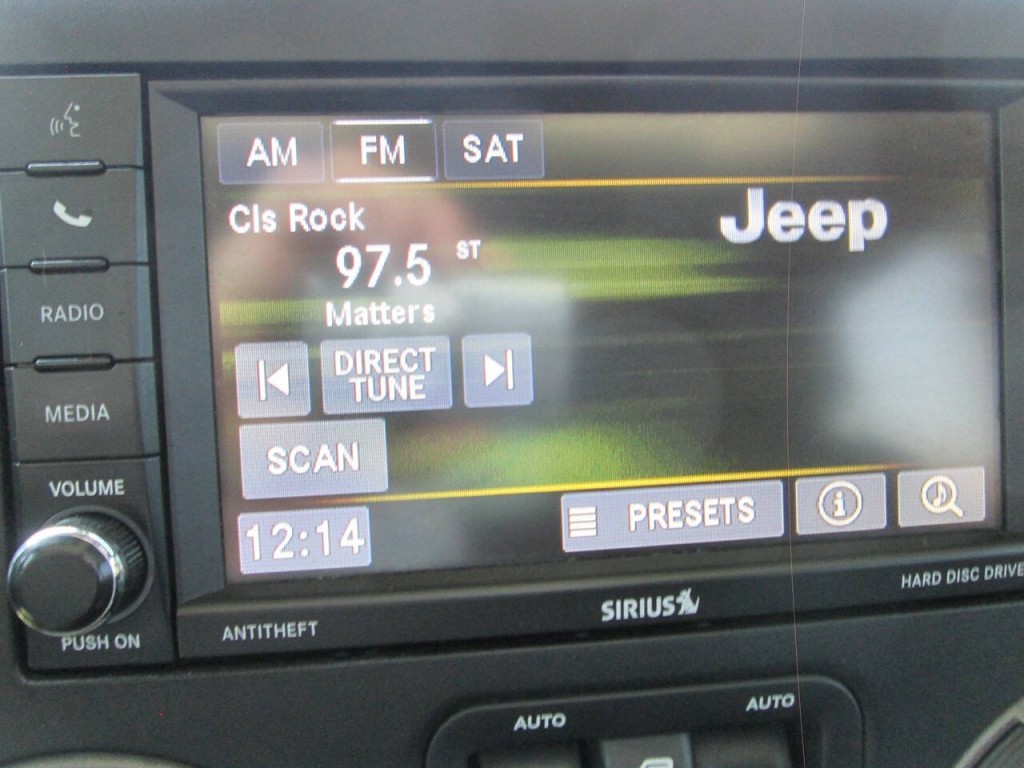 AM FM SAT
Cls Rock
Jeep
97.5 ST
Matters
DIRECT
TUNE
SCAN
12:14
PRESETS
i
RADIO
MEDIA
VOLUME
PUSH ON
ANTITHEFT
SIRIUS
HARD DISC DRIVE
AUTO
AUTO